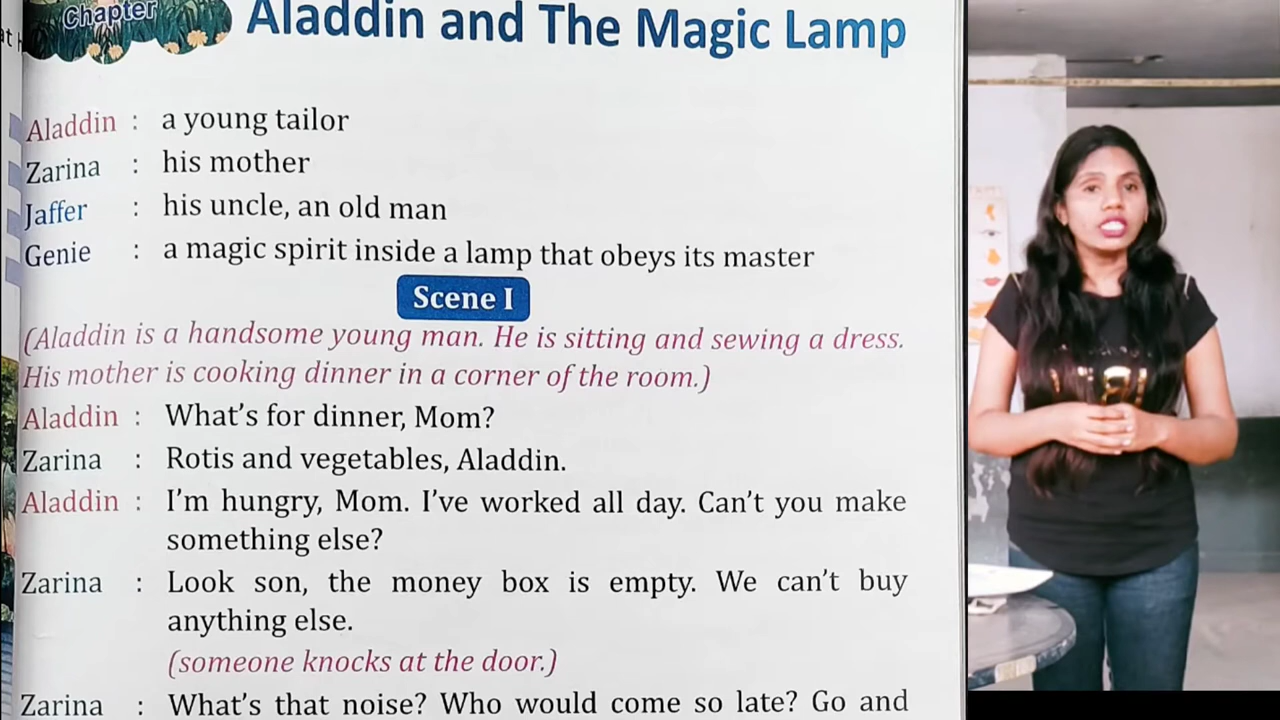 Chapter
Aladdin and The Magic Lamp
Aladdin : a young tailor
Zarina : his mother
Jaffer : his uncle, an old man
Genie : a magic spirit inside a lamp that obeys its master
Scene I
(Aladdin is a handsome young man. He is sitting and sewing a dress.
His mother is cooking dinner in a corner of the room.)
Aladdin : What's for dinner, Mom?
Zarina : Rotis and vegetables, Aladdin.
Aladdin : I'm hungry, Mom. I've worked all day. Can't you make
something else?
Zarina : Look son, the money box is empty. We can't buy
anything else.
(someone knocks at the door.)
Zarina : What's that noise? Who would come so late? Go and